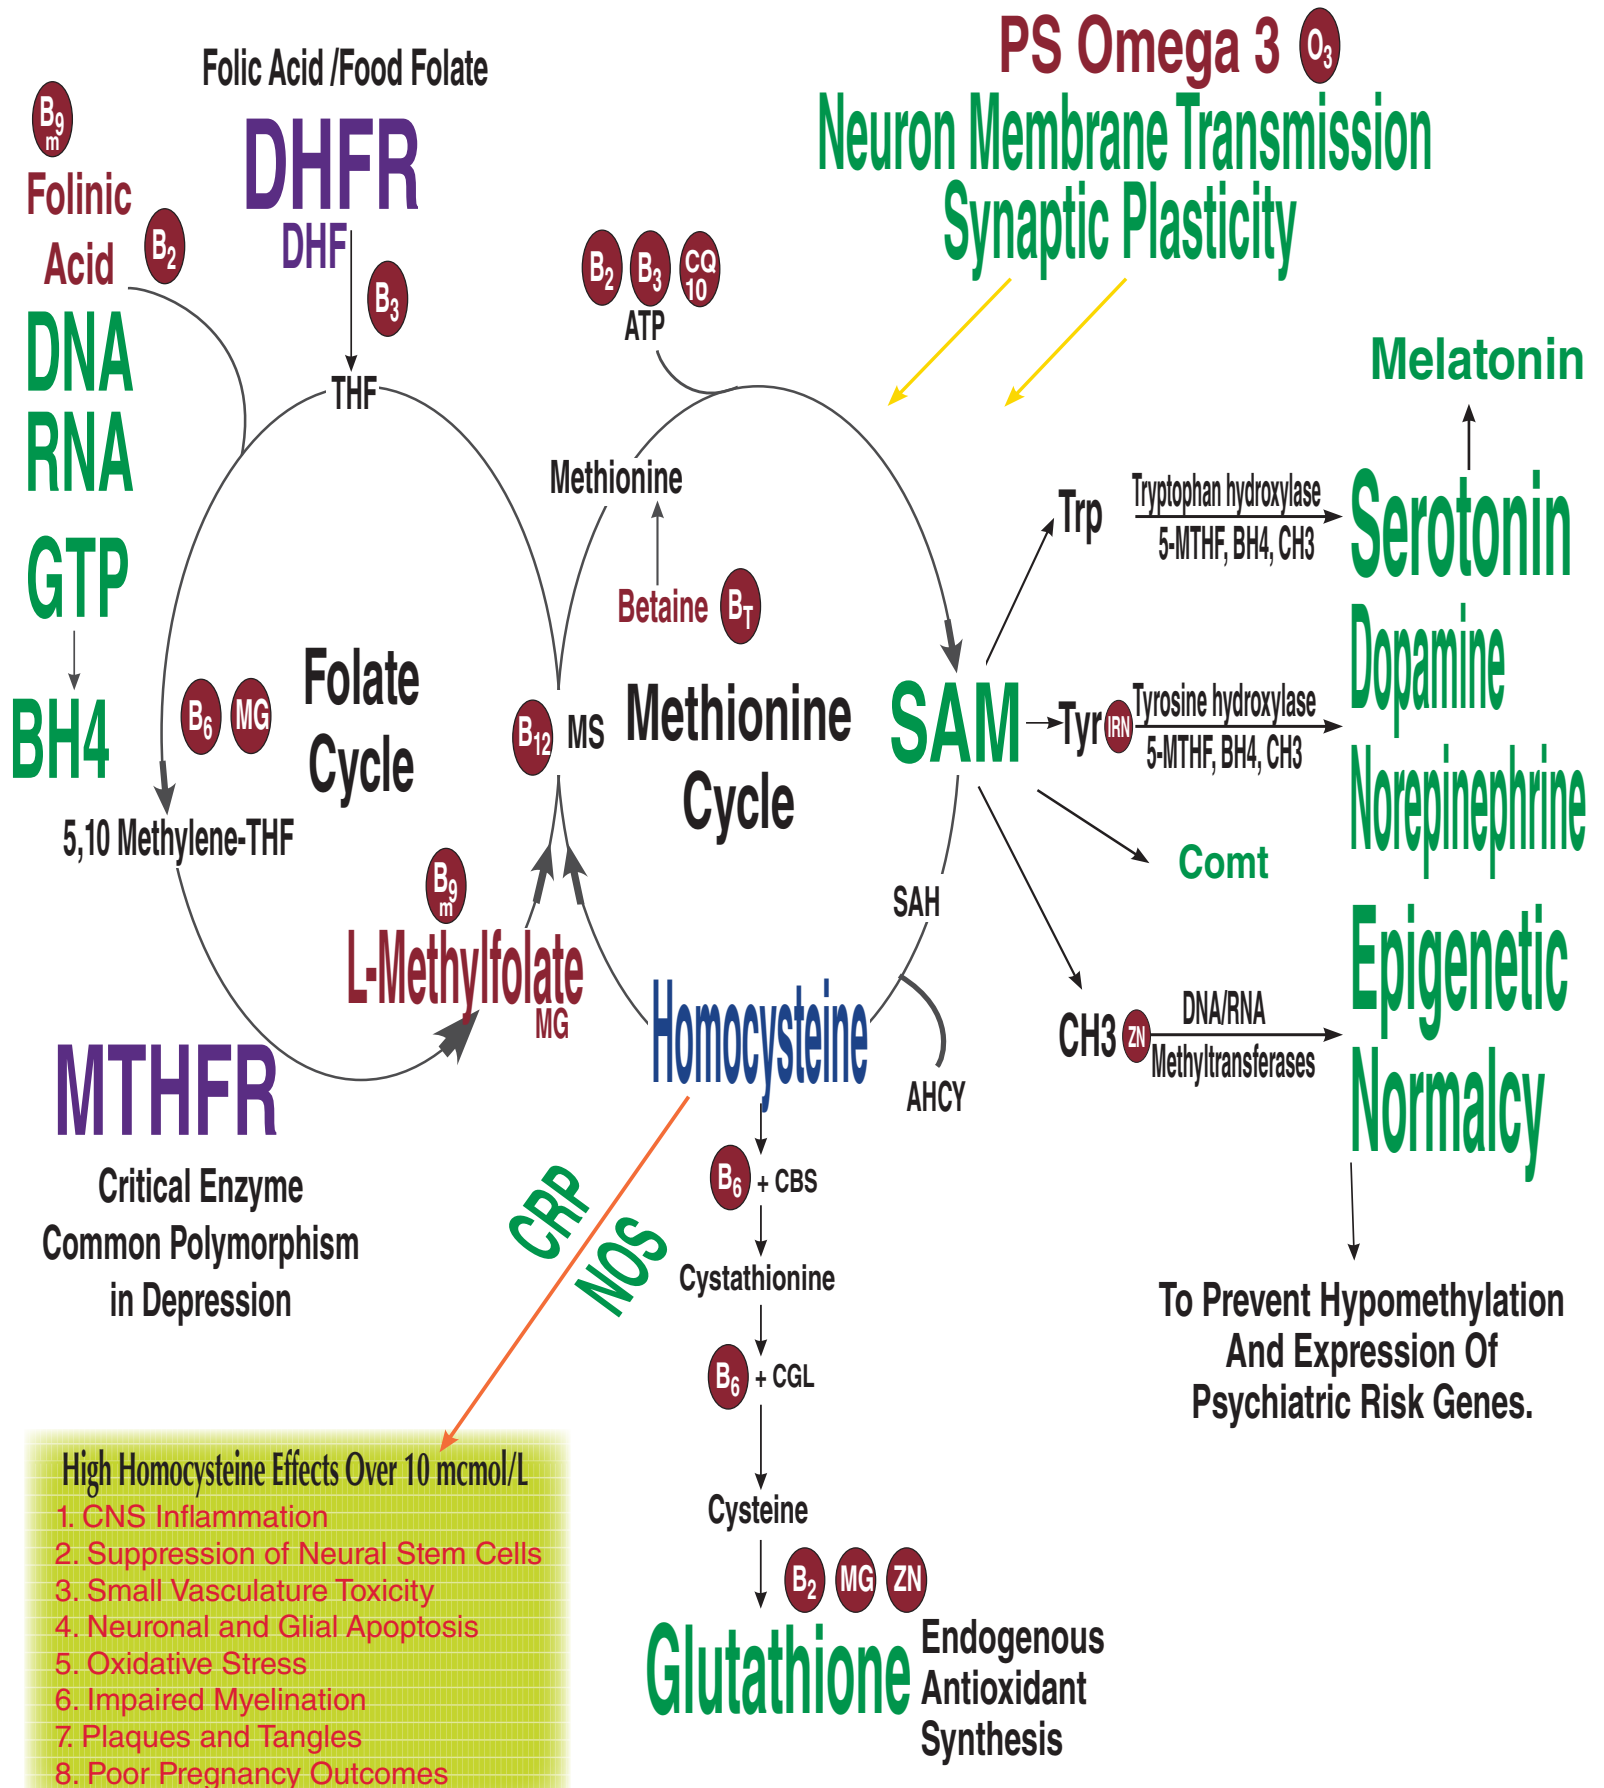 PS Omega 3 O3
Neuron Membrane Transmission
Synaptic Plasticity
Folic Acid /Food Folate
DHFR
DHF
B3
THF
B9
m
Folinic
Acid
B2
DNA
RNA
GTP
BH4
B6 MG
Folate
Cycle
5,10 Methylene-THF
B9
m
L-Methylfolate
MG
MTHFR
Critical Enzyme
Common Polymorphism
in Depression
B2 B3 CQ
10
ATP
Methionine
Betaine BT
B12 MS
Methionine
Cycle
SAM
SAH
AHCY
Homocysteine
Trp
Tryptophan hydroxylase
5-MTHF, BH4, CH3
Melatonin
Serotonin
Tyr IRN
Tyrosine hydroxylase
5-MTHF, BH4, CH3
Dopamine
Norepinephrine
Comt
CH3 ZN
DNA/RNA
Methyltransferases
Epigenetic
Normalcy
To Prevent Hypomethylation
And Expression Of
Psychiatric Risk Genes.
CRP
NOS
B6 + CBS
Cystathionine
B6 + CGL
Cysteine
B2 MG ZN
Glutathione
Endogenous
Antioxidant
Synthesis
High Homocysteine Effects Over 10 mcmol/L
1. CNS Inflammation
2. Suppression of Neural Stem Cells
3. Small Vasculature Toxicity
4. Neuronal and Glial Apoptosis
5. Oxidative Stress
6. Impaired Myelination
7. Plaques and Tangles
8. Poor Pregnancy Outcomes